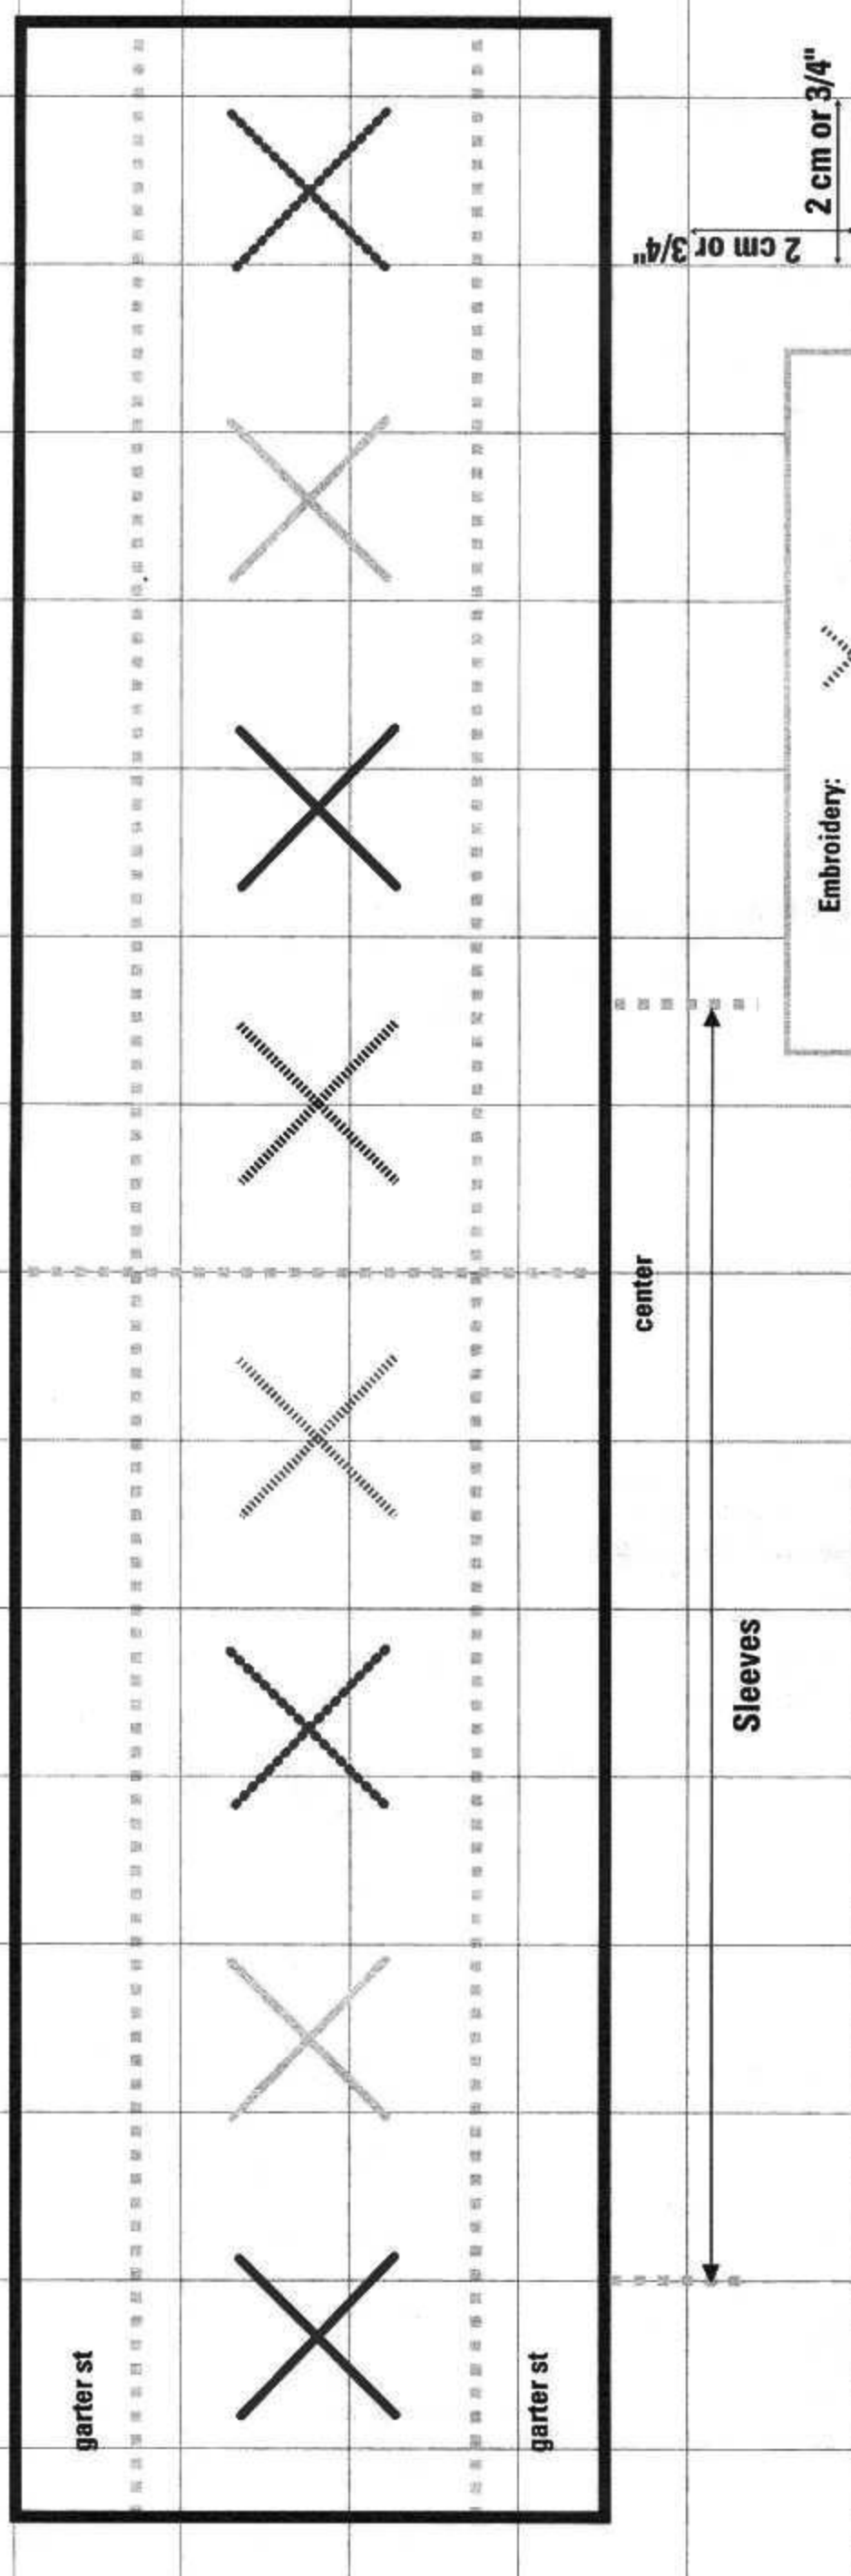 2 cm or 3/4"
2 cm or 3/4"
Embroidery:
center
Sleeves
garter st
garter st